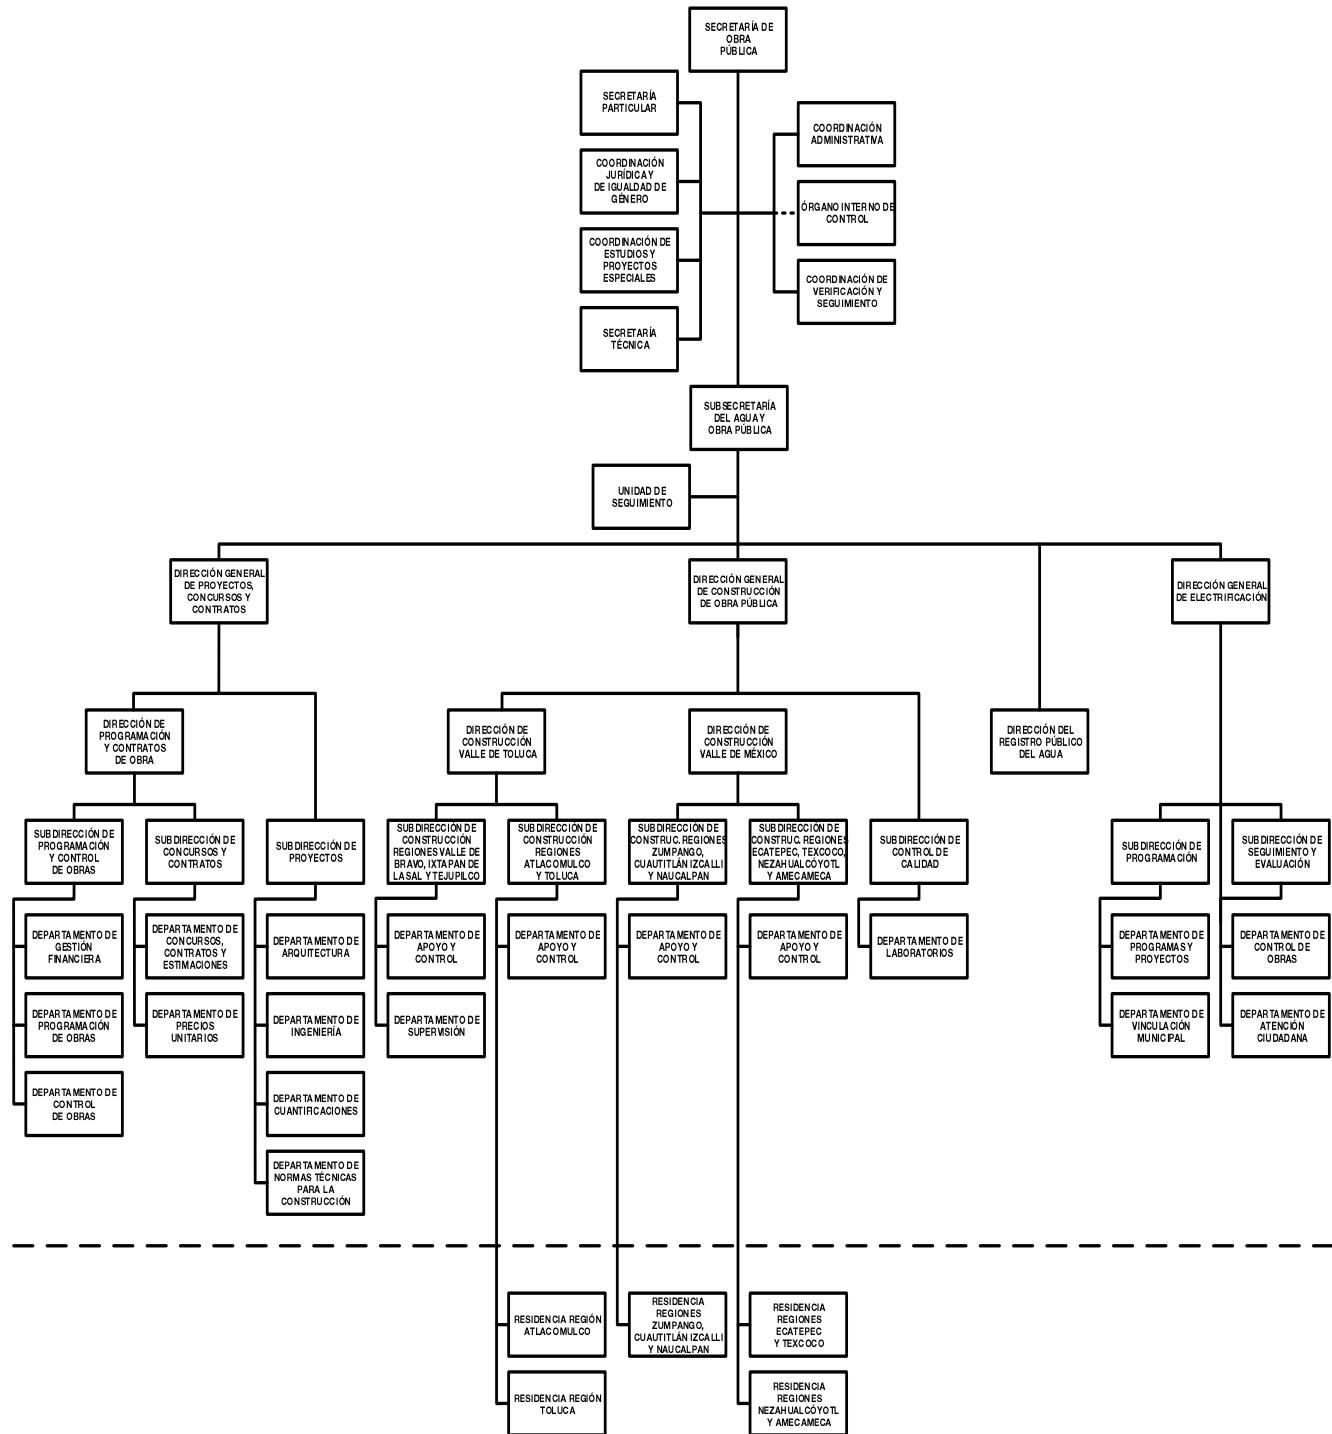 SECRETARÍA DE
OBRA
PÚBLICA
SECRETARÍA
PARTICULAR
COORDINACIÓN
ADMINISTRATIVA
COORDINACIÓN
JURÍDICA Y
DE IGUALDAD DE
GÉNERO
ÓRGANO INTERNO DE
CONTROL
COORDINACIÓN DE
ESTUDIOS Y
PROYECTOS
ESPECIALES
COORDINACIÓN DE
VERIFICACIÓN Y
SEGUIMIENTO
SECRETARÍA
TÉCNICA
SUBSECRETARÍA
DEL AGUA Y
OBRA PÚBLICA
UNIDAD DE
SEGUIMIENTO
DIRECCIÓN GENERAL
DE PROYECTOS,
CONCURSOS Y
CONTRATOS
DIRECCIÓN GENERAL
DE CONSTRUCCIÓN
DE OBRA PÚBLICA
DIRECCIÓN GENERAL
DE ELECTRIFICACIÓN
DIRECCIÓN DE
PROGRAMACIÓN
Y CONTRATOS
DE OBRA
DIRECCIÓN DE
CONSTRUCCIÓN
VALLE DE TOLUCA
DIRECCIÓN DE
CONSTRUCCIÓN
VALLE DE MÉXICO
DIRECCIÓN DEL
REGISTRO PÚBLICO
DEL AGUA
SUBDIRECCIÓN DE
PROGRAMACIÓN
Y CONTROL
DE OBRAS
SUBDIRECCIÓN DE
CONCURSOS Y
CONTRATOS
SUBDIRECCIÓN DE
PROYECTOS
SUBDIRECCIÓN DE
CONSTRUCCIÓN
REGIONES VALLE DE
BRAVO, IXTAPAN DE
LA SAL Y TEJUPILCO
SUBDIRECCIÓN DE
CONSTRUCCIÓN
REGIONES
ATLACOMULCO
Y TOLUCA
SUBDIRECCIÓN DE
CONSTRUC. REGIONES
ZUMPANGO,
CUAUTITLÁN IZCALLI
Y NAUCALPAN
SUBDIRECCIÓN DE
CONSTRUC. REGIONES
ECATEPEC, TEXCOCO,
NEZAHUALCÓYOTL
Y AMECAMECA
SUBDIRECCIÓN DE
CONTROL DE
CALIDAD
SUBDIRECCIÓN DE
PROGRAMACIÓN
SUBDIRECCIÓN DE
SEGUIMIENTO Y
EVALUACIÓN
DEPARTAMENTO DE
GESTIÓN
FINANCIERA
DEPARTAMENTO DE
CONCURSOS,
CONTRATOS Y
ESTIMACIONES
DEPARTAMENTO DE
ARQUITECTURA
DEPARTAMENTO DE
APOYO Y
CONTROL
DEPARTAMENTO DE
APOYO Y
CONTROL
DEPARTAMENTO DE
APOYO Y
CONTROL
DEPARTAMENTO DE
APOYO Y
CONTROL
DEPARTAMENTO DE
LABORATORIOS
DEPARTAMENTO DE
PROGRAMAS Y
PROYECTOS
DEPARTAMENTO DE
CONTROL DE
OBRAS
DEPARTAMENTO DE
PROGRAMACIÓN
DE OBRAS
DEPARTAMENTO DE
PRECIOS
UNITARIOS
DEPARTAMENTO DE
INGENIERÍA
DEPARTAMENTO DE
SUPERVISIÓN
DEPARTAMENTO DE
VINCULACIÓN
MUNICIPAL
DEPARTAMENTO DE
ATENCIÓN
CIUDADANA
DEPARTAMENTO DE
CONTROL
DE OBRAS
DEPARTAMENTO DE
CUANTIFICACIONES
DEPARTAMENTO DE
NORMAS TÉCNICAS
PARA LA
CONSTRUCCIÓN
RESIDENCIA REGIÓN
ATLACOMULCO
RESIDENCIA
REGIONES
ZUMPANGO,
CUAUTITLÁN IZCALLI
Y NAUCALPAN
RESIDENCIA
REGIONES
ECATEPEC
Y TEXCOCO
RESIDENCIA REGIÓN
TOLUCA
RESIDENCIA
REGIONES
NEZAHUALCÓYOTL
Y AMECAMECA